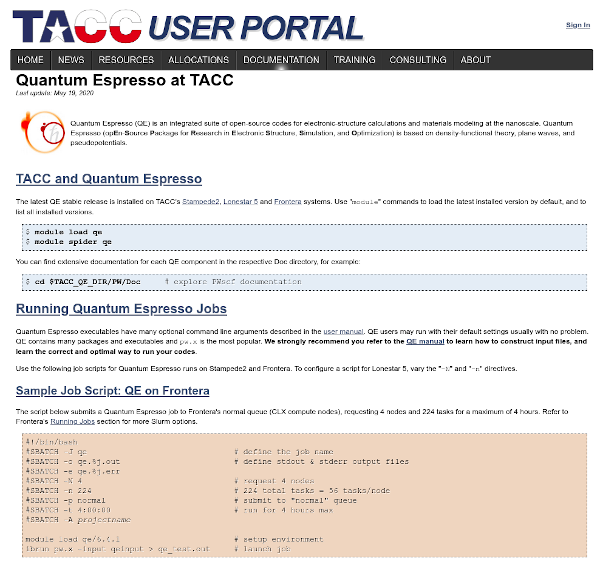 TACC USER PORTAL
Sign In
HOME NEWS RESOURCES ALLOCATIONS DOCUMENTATION TRAINING CONSULTING ABOUT
Quantum Espresso at TACC
Last update: May 19, 2020
Quantum Espresso (QE) is an integrated suite of open-source codes for electronic-structure calculations and materials modeling at the nanoscale. Quantum
Espresso (opEn-Source Package for Research in Electronic Structure, Simulation, and Optimization) is based on density-functional theory, plane waves, and
pseudopotentials.
TACC and Quantum Espresso
The latest QE stable release is installed on TACC's Stampede2, Lonestar 5 and Frontera systems. Use "module" commands to load the latest installed version by default, and to
list all installed versions.
$ module load qe
$ module spider qe
You can find extensive documentation for each QE component in the respective Doc directory, for example:
$ cd $TACC_QE_DIR/PW/Doc # explore PWscf documentation
Running Quantum Espresso Jobs
Quantum Espresso executables have many optional command line arguments described in the user manual. QE users may run with their default settings usually with no problem.
QE contains many packages and executables and pw.x is the most popular. We strongly recommend you refer to the QE manual to learn how to construct input files, and
learn the correct and optimal way to run your codes.
Use the following job scripts for Quantum Espresso runs on Stampede2 and Frontera. To configure a script for Lonestar 5, vary the "-N" and "-n" directives.
Sample Job Script: QE on Frontera
The script below submits a Quantum Espresso job to Frontera's normal queue (CLX compute nodes), requesting 4 nodes and 224 tasks for a maximum of 4 hours. Refer to
Frontera's Running Jobs section for more Slurm options.
#!/bin/bash
#SBATCH -J qe # define the job name
#SBATCH -o qe.%j.out # define stdout & stderr output files
#SBATCH -e qe.%j.err
#SBATCH -N 4 # request 4 nodes
#SBATCH -n 224 # 224 total tasks = 56 tasks/node
#SBATCH -p normal # submit to "normal" queue
#SBATCH -t 4:00:00 # run for 4 hours max
#SBATCH -A projectname
module load qe/6.4.1 # setup environment
ibrun pw.x -input qeinput > qe_test.out # launch job